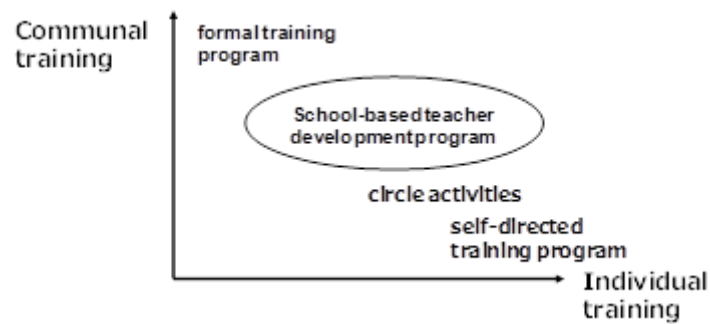 Communal
training
formal training
program
School-based teacher
development program
circle activities
self-directed
training program
Individual
training